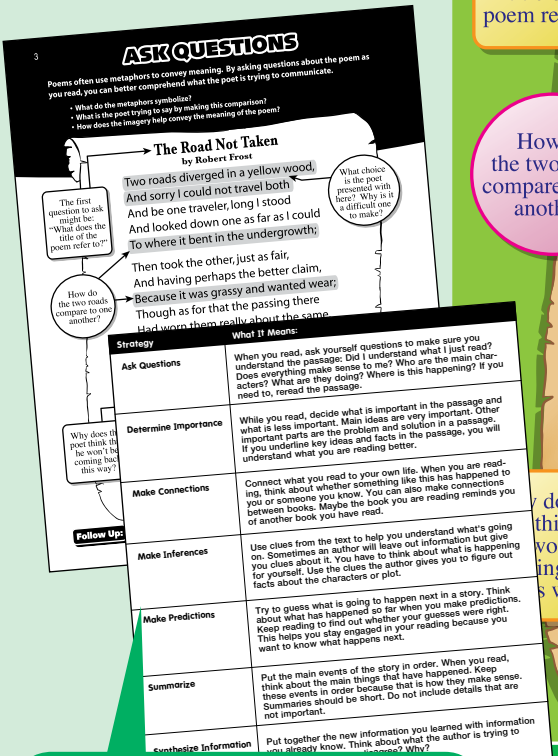 poem re
3
ASK QUESTIONS
Poems often use metaphors to convey meaning. By asking questions about the poem as
you read, you can better comprehend what the poet is trying to communicate.
• What do the metaphors symbolize?
• What is the poet trying to say by making this comparison?
• How does the imagery help convey the meaning of the poem?
The Road Not Taken
by Robert Frost
Two roads diverged in a yellow wood,
And sorry I could not travel both
And be one traveler, long I stood
And looked down one as far as I could
To where it bent in the undergrowth;
Then took the other, just as fair,
And having perhaps the better claim,
Because it was grassy and wanted wear;
Though as for that the passing there
Had worn them really about the same,
The first
question to ask
might be:
“What does the
title of the
poem refer to?”
What choice
is the poet
presented with
here? Why is it
a difficult one
to make?
How do
the two roads
compare to one
another?
Why does th
poet think th
he won’t be
coming bac
this way?
Follow Up:
How
the two
compare
anoth
Strategy
What It Means:
Ask Questions
When you read, ask yourself questions to make sure you
understand the passage: Did I understand what I just read?
Does everything make sense to me? Who are the main char-
acters? What are they doing? Where is this happening? If you
need to, reread the passage.
Determine Importance
While you read, decide what is important in the passage and
what is less important. Main ideas are very important. Other
important parts are the problem and solution in a passage.
If you underline key ideas and facts in the passage, you will
understand what you are reading better.
Make Connections
Connect what you read to your own life. When you are read-
ing, think about whether something like this has happened to
you or someone you know. You can also make connections
between books. Maybe the book you are reading reminds you
of another book you have read.
Make Inferences
Use clues from the text to help you understand what’s going
on. Sometimes an author will leave out information but give
you clues about it. You have to think about what is happening
for yourself. Use the clues the author gives you to figure out
facts about the characters or plot.
Make Predictions
Try to guess what is going to happen next in a story. Think
about what has happened so far when you make predictions.
Keep reading to find out whether your guesses were right.
This helps you stay engaged in your reading because you
want to know what happens next.
Summarize
Put the main events of the story in order. When you read,
think about the main things that have happened. Keep
these events in order because that is how they make sense.
Summaries should be short. Do not include details that are
not important.
Synthesize Information
Put together the new information you learned with information
you already know. Think about what the author is trying to
disagree? Why?
y do
thi
wo
ing
s w